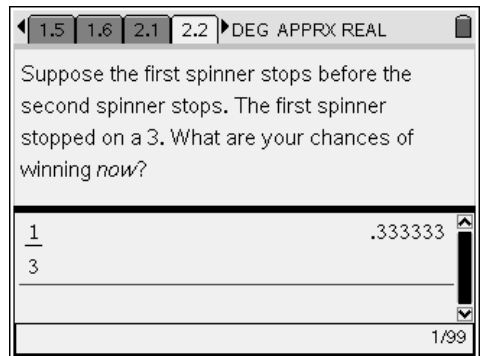 1.5 1.6 2.1 2.2 DEG APPRX REAL
Suppose the first spinner stops before the
second spinner stops. The first spinner
stopped on a 3. What are your chances of
winning now?
1 .333333
3
1/99